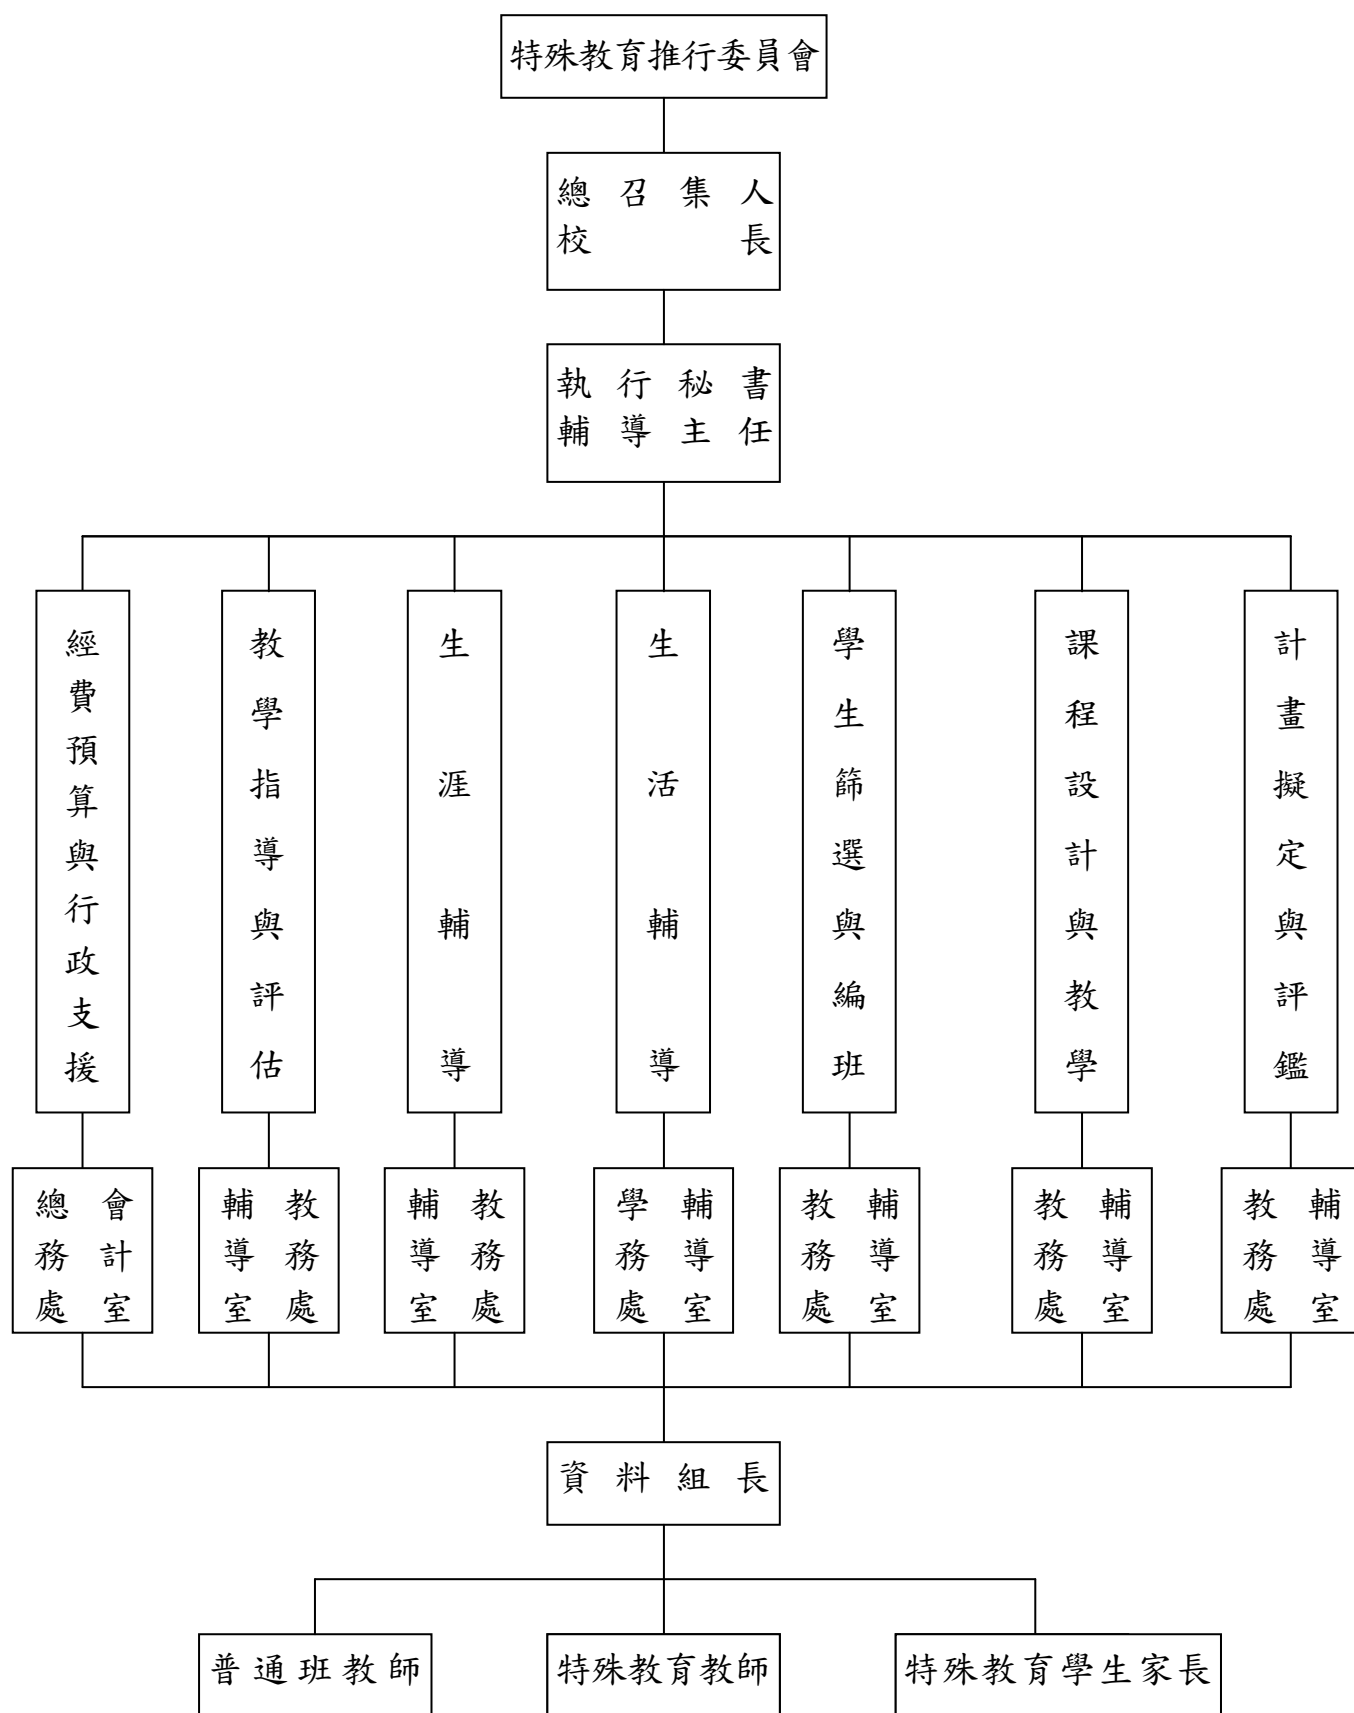 特殊教育推行委員會
總召集人
校長
執行秘書
輔導主任
經費預算與行政支援
教學指導與評估
生涯輔導
生活輔導
學生篩選與編班
課程設計與教學
計畫擬定與評鑑
會計室
總務處
教務處
輔導室
教務處
輔導室
輔導室
學務處
輔導室
教務處
輔導室
教務處
輔導室
教務處
資料組長
普通班教師
特殊教育教師
特殊教育學生家長